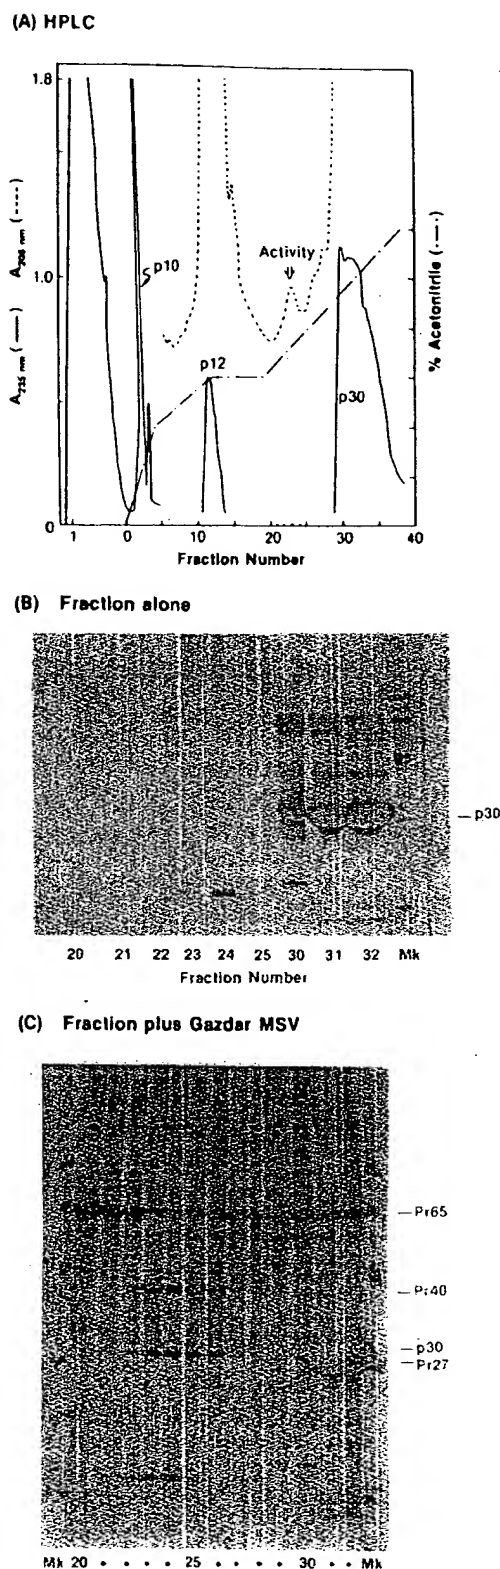 (A) HPLC
1.8
1.0
0
A235 nm (——) A206 nm (----)
% Acetonitrile (—·—)
p10
Activity
p12
p30
1 0 10 20 30 40
Fraction Number
(B) Fraction alone
p30
20 21 22 23 24 25 30 31 32 Mk
Fraction Number
(C) Fraction plus Gazdar MSV
Pr65
Pr40
p30
Pr27
Mk 20 • • • • 25 • • • • 30 • • Mk